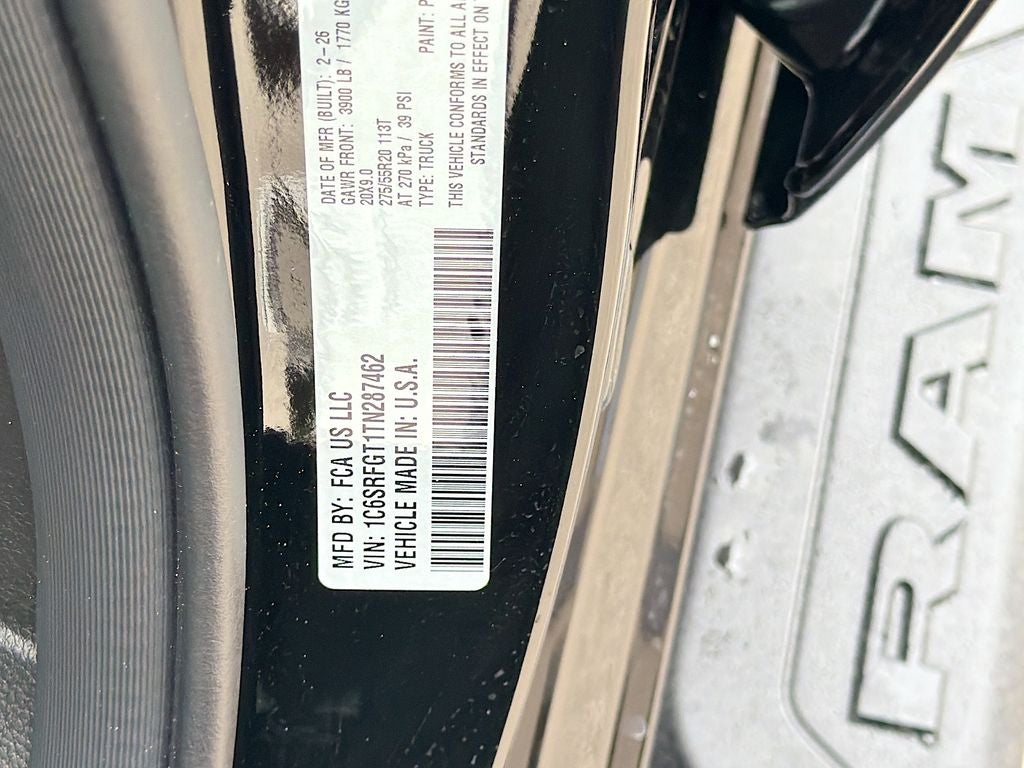 MFD BY: FCA US LLC
VIN: 1C6SRFGT1TN287462
VEHICLE MADE IN: U.S.A.
DATE OF MFR (BUILT): 2-26
GAWR FRONT: 3900 LB / 1770 KG
20X9.0
275/55R20 113T
AT 270 kPa / 39 PSI
TYPE: TRUCK PAINT: P
THIS VEHICLE CONFORMS TO ALL A
STANDARDS IN EFFECT ON
RAM